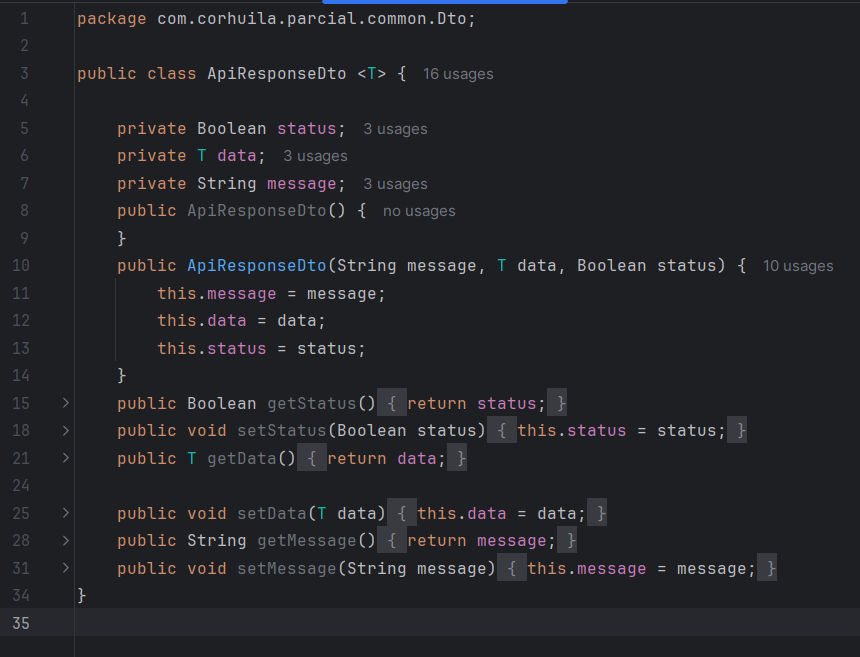 1 package com.corhuila.parcial.common.Dto;
2
3 public class ApiResponseDto <T> { 16 usages
4
5 private Boolean status; 3 usages
6 private T data; 3 usages
7 private String message; 3 usages
8 public ApiResponseDto() { no usages
9 }
10 public ApiResponseDto(String message, T data, Boolean status) { 10 usages
11 this.message = message;
12 this.data = data;
13 this.status = status;
14 }
15 public Boolean getStatus() { return status; }
18 public void setStatus(Boolean status) { this.status = status; }
21 public T getData() { return data; }
24
25 public void setData(T data) { this.data = data; }
28 public String getMessage() { return message; }
31 public void setMessage(String message) { this.message = message; }
34 }
35